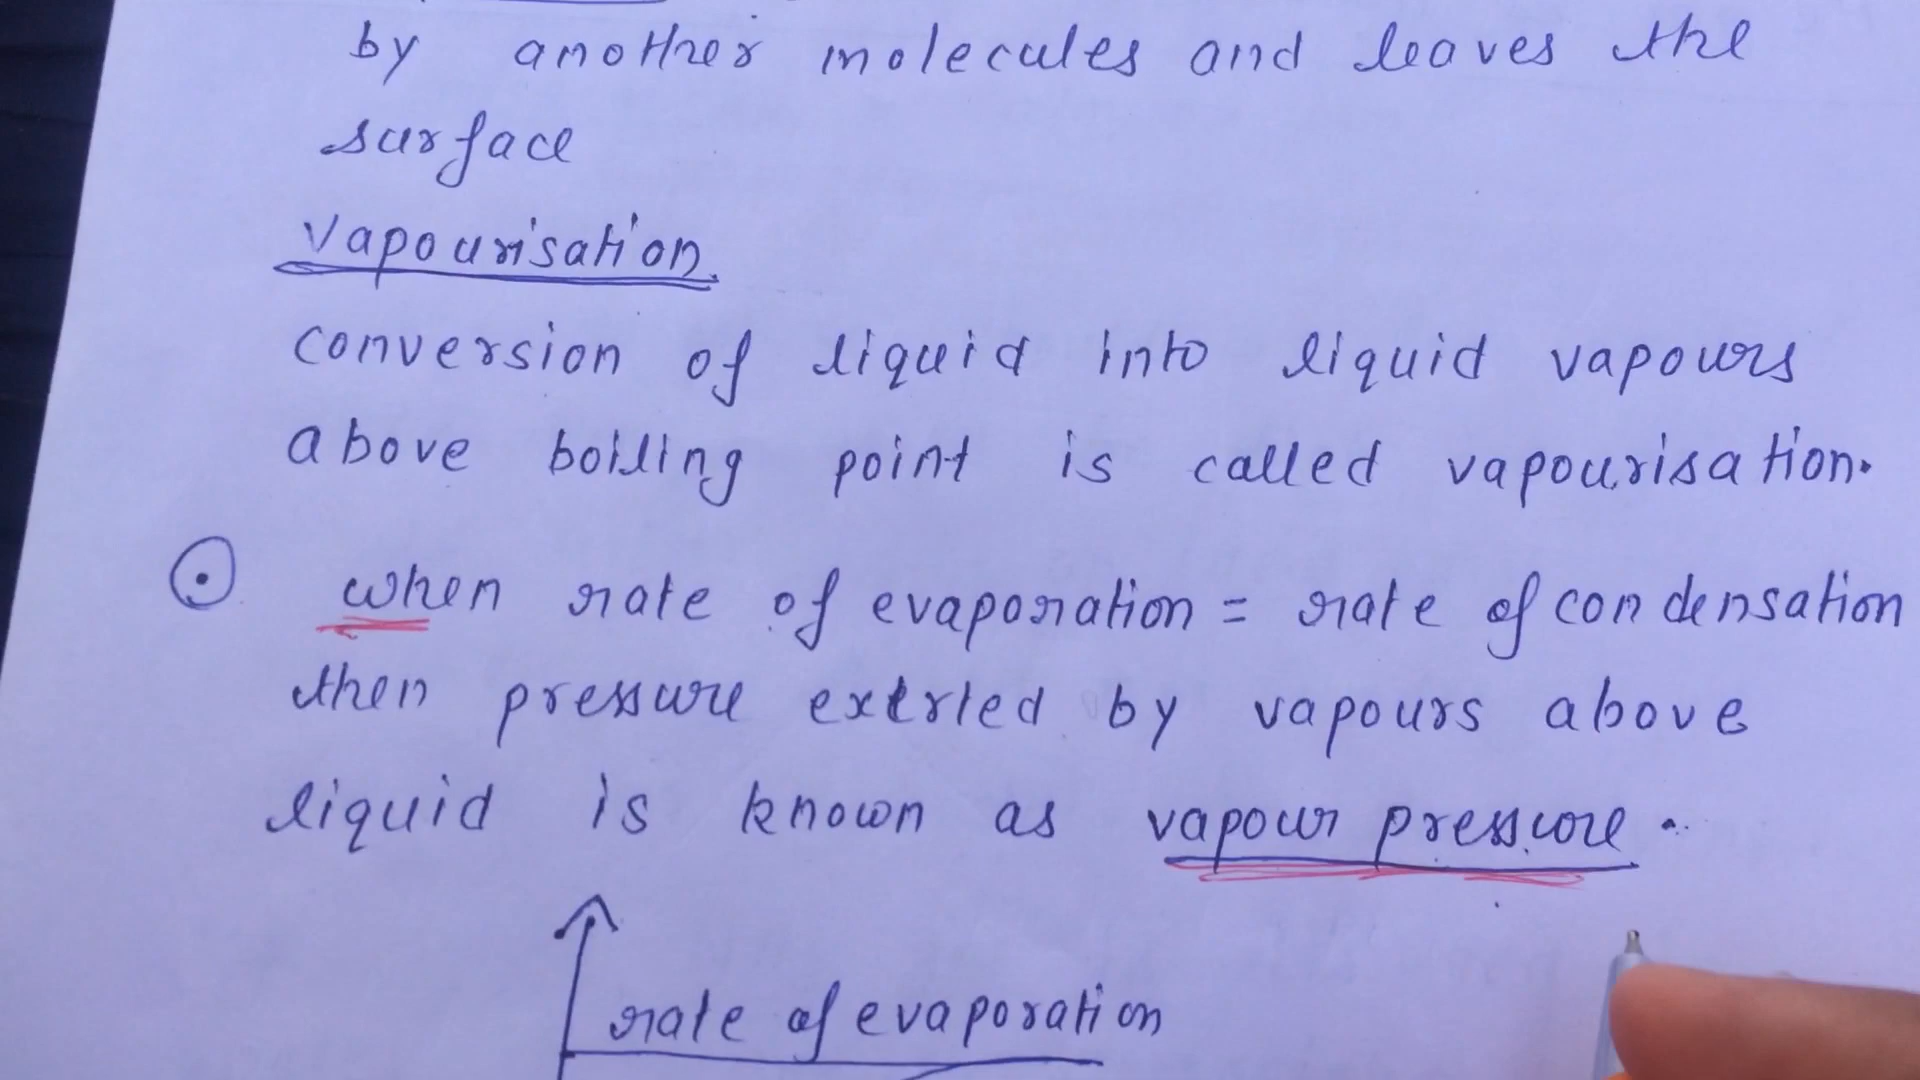 by another molecules and leaves the
surface
Vapourisation
conversion of liquid into liquid vapours
above boiling point is called vapourisation.
when rate of evaporation = rate of condensation
then pressure exerted by vapours above
liquid is known as vapour pressure.
rate of evaporation